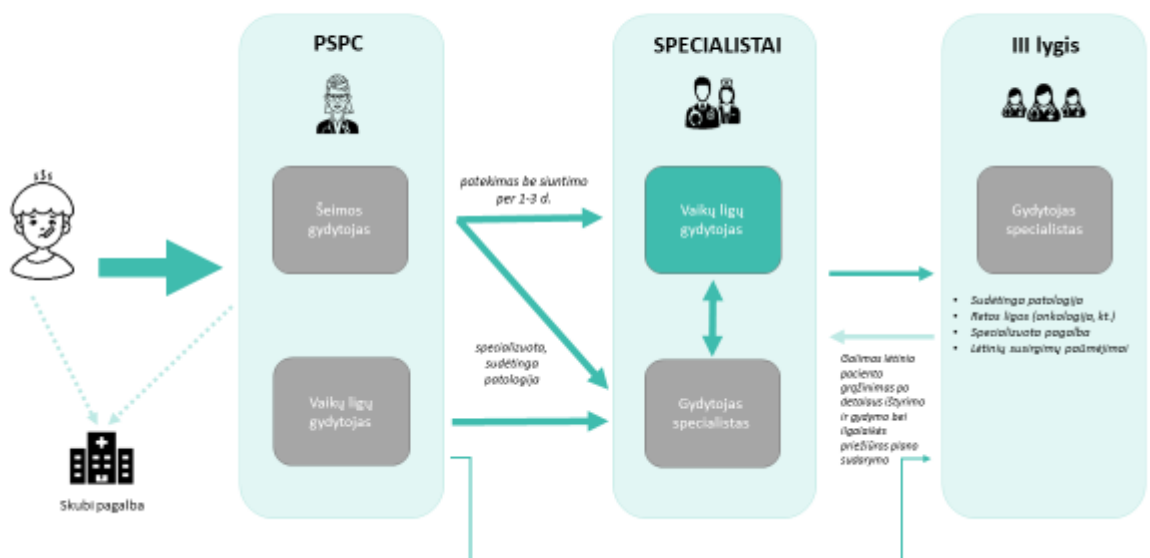 PSPC
SPECIALISTAI
III lygis
Šeimos
gydytojas
patekimas be siuntimo
per 1-3 d.
Vaikų ligų
gydytojas
Gydytojas
specialistas
Sudėtinga patologija
Retos ligos (onkologija, kt.)
Specializuota pagalba
Lėtinių susirgimų paūmėjimai
specializuota,
sudėtinga
patologija
Galimas lėtinio
paciento
grąžinimas po
detalaus ištyrimo
ir gydymo bei
ilgalaikės
priežiūros plano
sudarymo
Vaikų ligų
gydytojas
Gydytojas
specialistas
Skubi pagalba